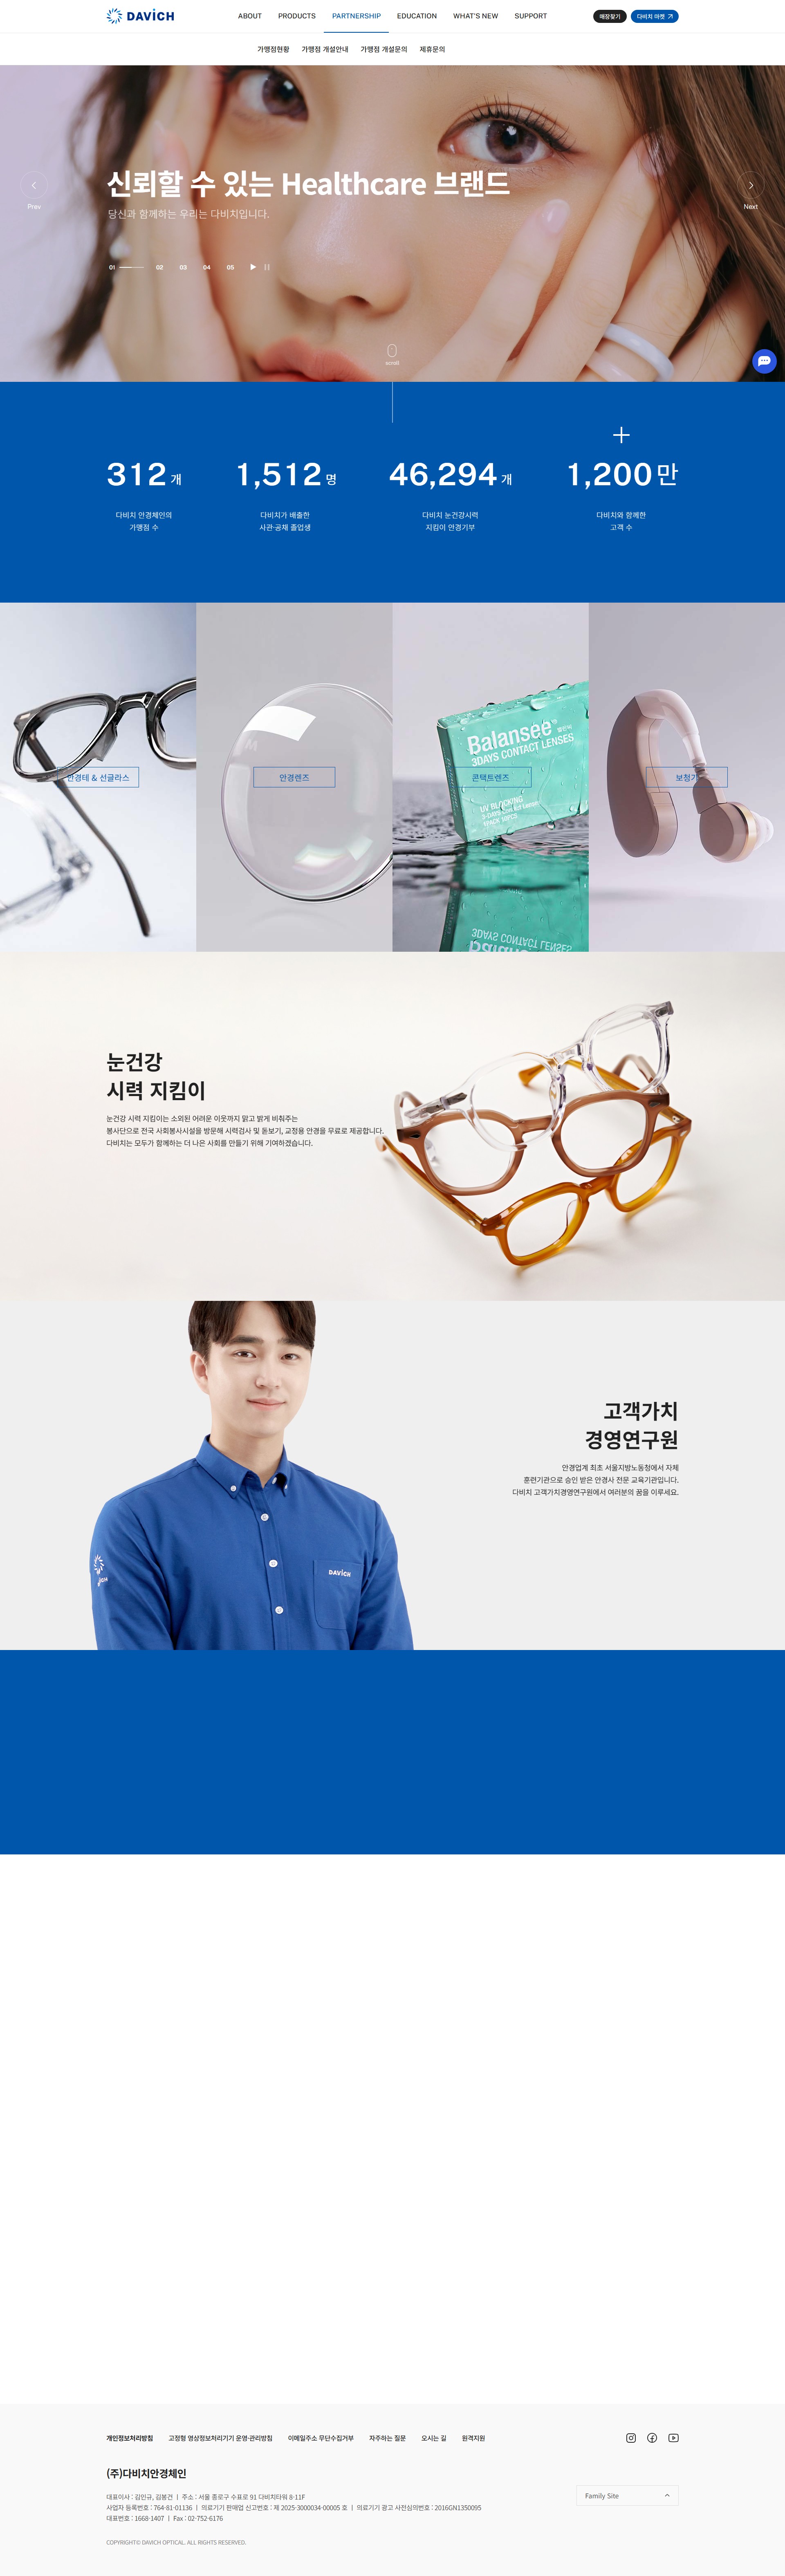 DAVICH
ABOUT
PRODUCTS
PARTNERSHIP
EDUCATION
WHAT'S NEW
SUPPORT
매장찾기
다비치 마켓
가맹점현황
가맹점 개설안내
가맹점 개설문의
제휴문의
신뢰할 수 있는 Healthcare 브랜드
당신과 함께하는 우리는 다비치입니다.
Prev
Next
01
02
03
04
05
scroll
312 개
1,512 명
46,294 개
1,200 만
다비치 안경체인의
가맹점 수
다비치가 배출한
사관·공채 졸업생
다비치 눈건강시력
지킴이 안경기부
다비치와 함께한
고객 수
안경테 & 선글라스
안경렌즈
콘택트렌즈
보청기
Balansee
3DAYS CONTACT LENSES
UV BLOCKING
3DAYS CONTACT LENSES
Balansee
눈건강
시력 지킴이
눈건강 시력 지킴이는 소외된 어려운 이웃까지 맑고 밝게 비춰주는
봉사단으로 전국 사회봉사시설을 방문해 시력검사 및 돋보기, 교정용 안경을 무료로 제공합니다.
다비치는 모두가 함께하는 더 나은 사회를 만들기 위해 기여하겠습니다.
고객가치
경영연구원
안경업계 최초 서울지방노동청에서 자체
훈련기관으로 승인 받은 안경사 전문 교육기관입니다.
다비치 고객가치경영연구원에서 여러분의 꿈을 이루세요.
DAVICH
개인정보처리방침
고정형 영상정보처리기기 운영·관리방침
이메일주소 무단수집거부
자주하는 질문
오시는 길
원격지원
(주)다비치안경체인
대표이사 : 김인규, 김봉건 | 주소 : 서울 종로구 수표로 91 다비치타워 8-11F
사업자 등록번호 : 764-81-01136 | 의료기기 판매업 신고번호 : 제 2025-3000034-00005 호 | 의료기기 광고 사전심의번호 : 2016GN1350095
대표번호 : 1668-1407 | Fax : 02-752-6176
Family Site
COPYRIGHT© DAVICH OPTICAL. ALL RIGHTS RESERVED.